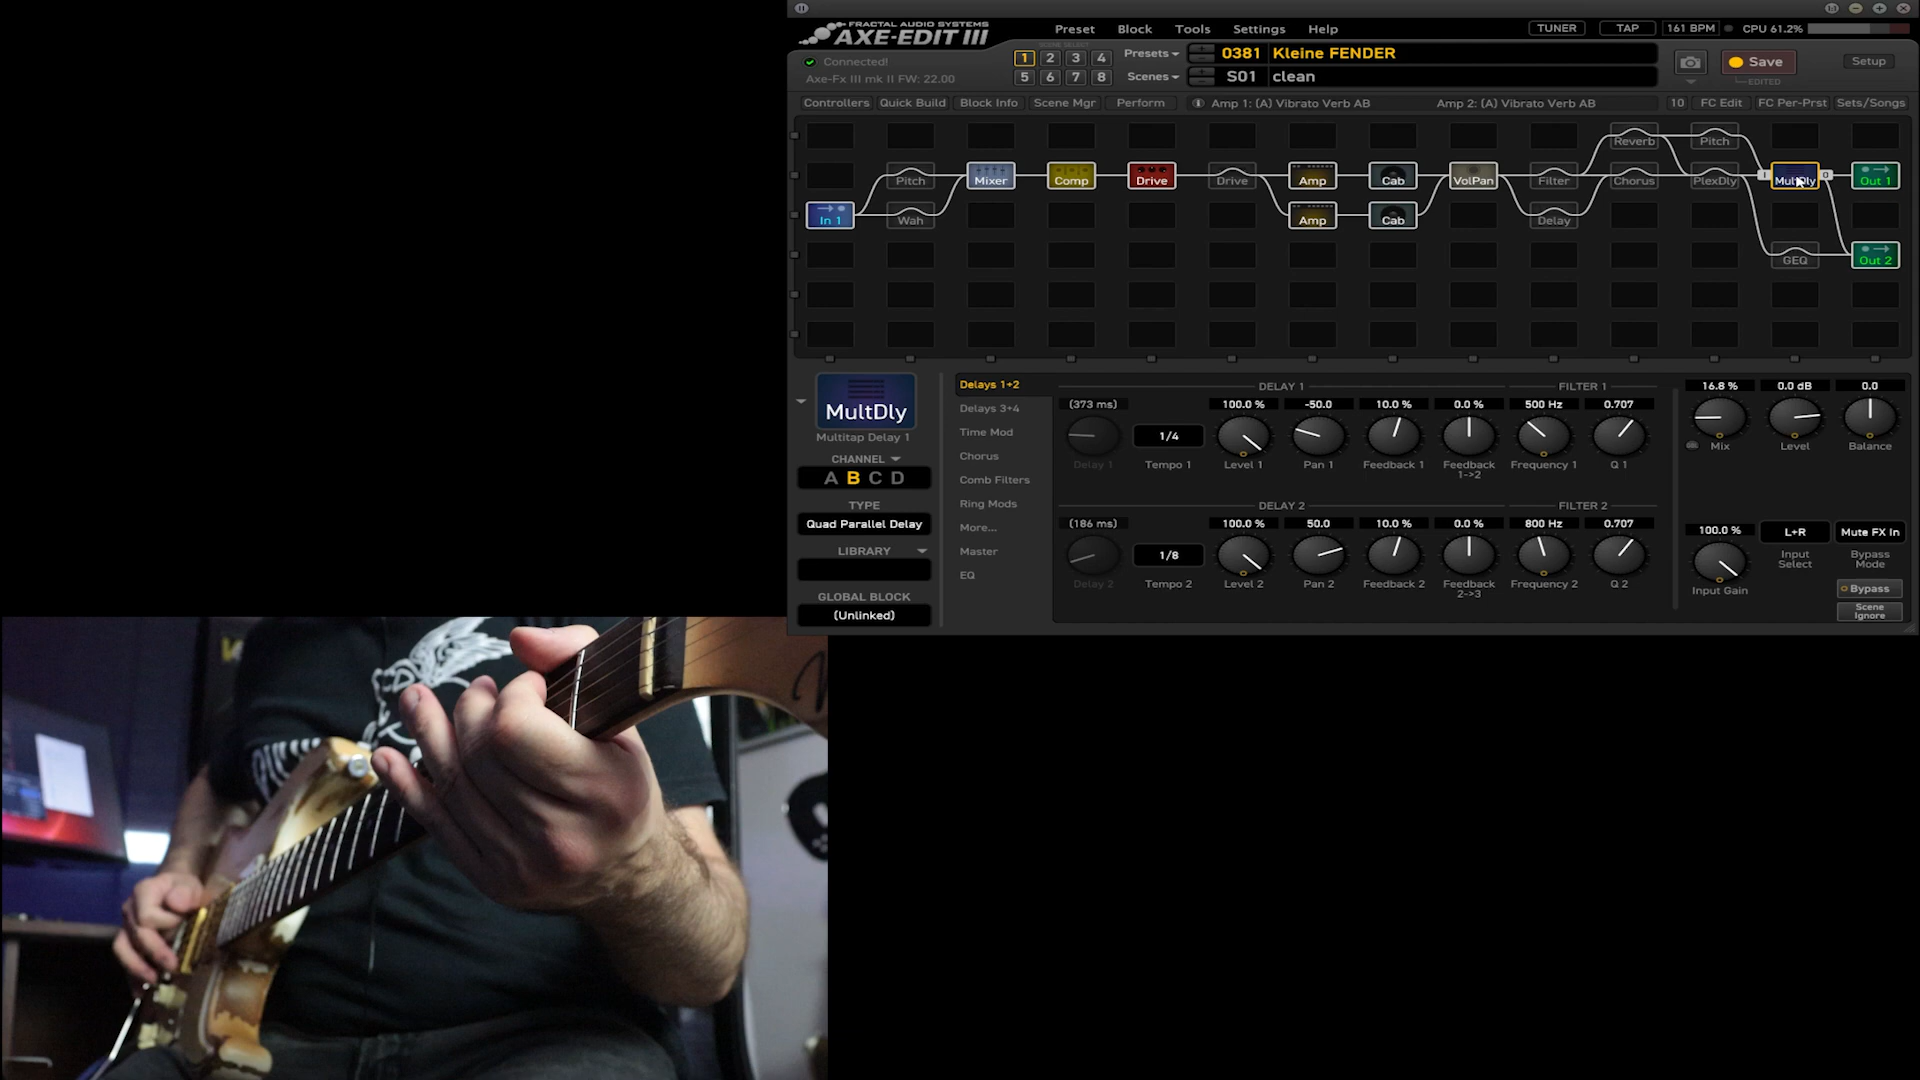 FRACTAL AUDIO SYSTEMS
AXE-EDIT III
Preset Block Tools Settings Help
TUNER TAP 161 BPM CPU 61.2%
Connected!
Axe-Fx III mk II FW: 22.00
1 2 3 4
5 6 7 8
Presets 0381 Kleine FENDER
Scenes S01 clean
Save
EDITED
Setup
Controllers Quick Build Block Info Scene Mgr Perform Amp 1: (A) Vibrato Verb AB Amp 2: (A) Vibrato Verb AB 10 FC Edit FC Per-Prst Sets/Songs
Reverb Pitch
Pitch Mixer Comp Drive Drive Amp Cab VolPan Filter Chorus PlexDly I MultDly O Out 1
In 1 Wah Amp Cab Delay
GEQ Out 2
MultDly
Multitap Delay 1
CHANNEL
A B C D
TYPE
Quad Parallel Delay
LIBRARY
GLOBAL BLOCK
(Unlinked)
Delays 1+2
Delays 3+4
Time Mod
Chorus
Comb Filters
Ring Mods
More...
Master
EQ
DELAY 1 FILTER 1
(373 ms) 100.0 % -50.0 10.0 % 0.0 % 500 Hz 0.707
1/4
Delay 1 Tempo 1 Level 1 Pan 1 Feedback 1 Feedback 1->2 Frequency 1 Q 1
DELAY 2 FILTER 2
(186 ms) 100.0 % 50.0 10.0 % 0.0 % 800 Hz 0.707
1/8
Delay 2 Tempo 2 Level 2 Pan 2 Feedback 2 Feedback 2->3 Frequency 2 Q 2
16.8 % 0.0 dB 0.0
Mix Level Balance
100.0 % L+R Mute FX In
Input Gain Input Select Bypass Mode
Bypass
Scene Ignore